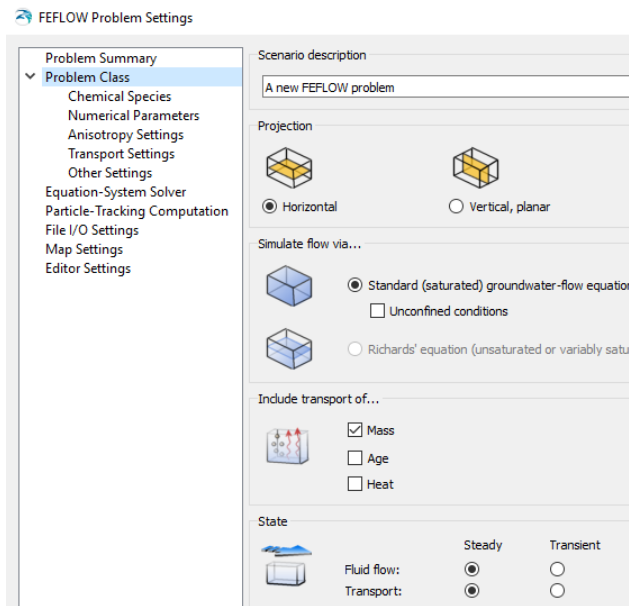 FEFLOW Problem Settings
Problem Summary
Problem Class
Chemical Species
Numerical Parameters
Anisotropy Settings
Transport Settings
Other Settings
Equation-System Solver
Particle-Tracking Computation
File I/O Settings
Map Settings
Editor Settings
Scenario description
A new FEFLOW problem
Projection
Horizontal Vertical, planar
Simulate flow via...
Standard (saturated) groundwater-flow equation
Unconfined conditions
Richards' equation (unsaturated or variably satu
Include transport of...
Mass
Age
Heat
State
Steady Transient
Fluid flow:
Transport: